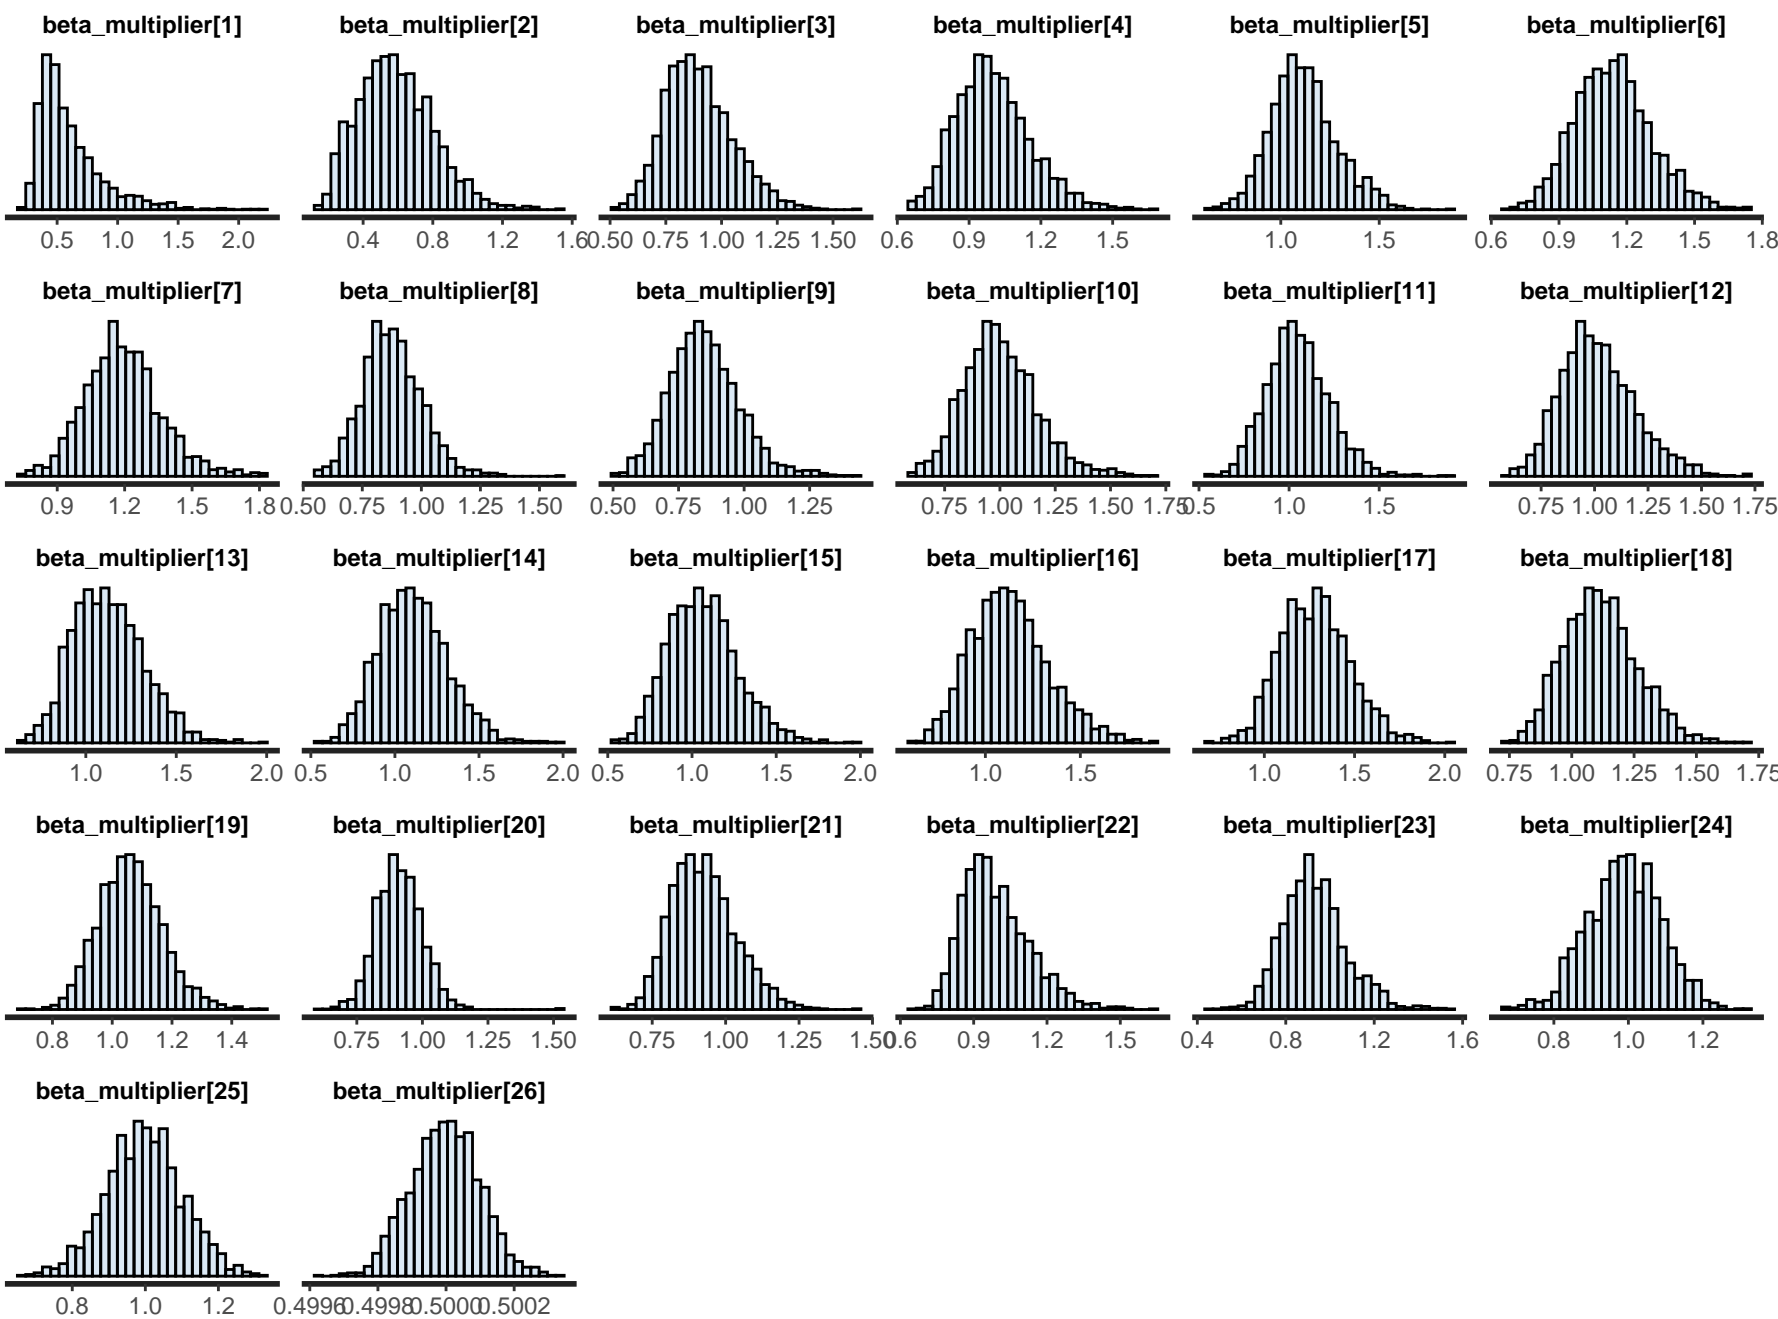 beta_multiplier[1] beta_multiplier[2] beta_multiplier[3] beta_multiplier[4] beta_multiplier[5] beta_multiplier[6]
0.5 1.0 1.5 2.0 0.4 0.8 1.2 1.6 0.50 0.75 1.00 1.25 1.50 0.6 0.9 1.2 1.5 1.0 1.5 0.6 0.9 1.2 1.5 1.8
beta_multiplier[7] beta_multiplier[8] beta_multiplier[9] beta_multiplier[10] beta_multiplier[11] beta_multiplier[12]
0.9 1.2 1.5 1.8 0.50 0.75 1.00 1.25 1.50 0.50 0.75 1.00 1.25 0.75 1.00 1.25 1.50 1.75 0.5 1.0 1.5 0.75 1.00 1.25 1.50 1.75
beta_multiplier[13] beta_multiplier[14] beta_multiplier[15] beta_multiplier[16] beta_multiplier[17] beta_multiplier[18]
1.0 1.5 2.0 0.5 1.0 1.5 2.0 0.5 1.0 1.5 2.0 1.0 1.5 1.0 1.5 2.0 0.75 1.00 1.25 1.50 1.75
beta_multiplier[19] beta_multiplier[20] beta_multiplier[21] beta_multiplier[22] beta_multiplier[23] beta_multiplier[24]
0.8 1.0 1.2 1.4 0.75 1.00 1.25 1.50 0.75 1.00 1.25 1.50 0.6 0.9 1.2 1.5 0.4 0.8 1.2 1.6 0.8 1.0 1.2
beta_multiplier[25] beta_multiplier[26]
0.8 1.0 1.2 0.4996 0.4998 0.5000 0.5002